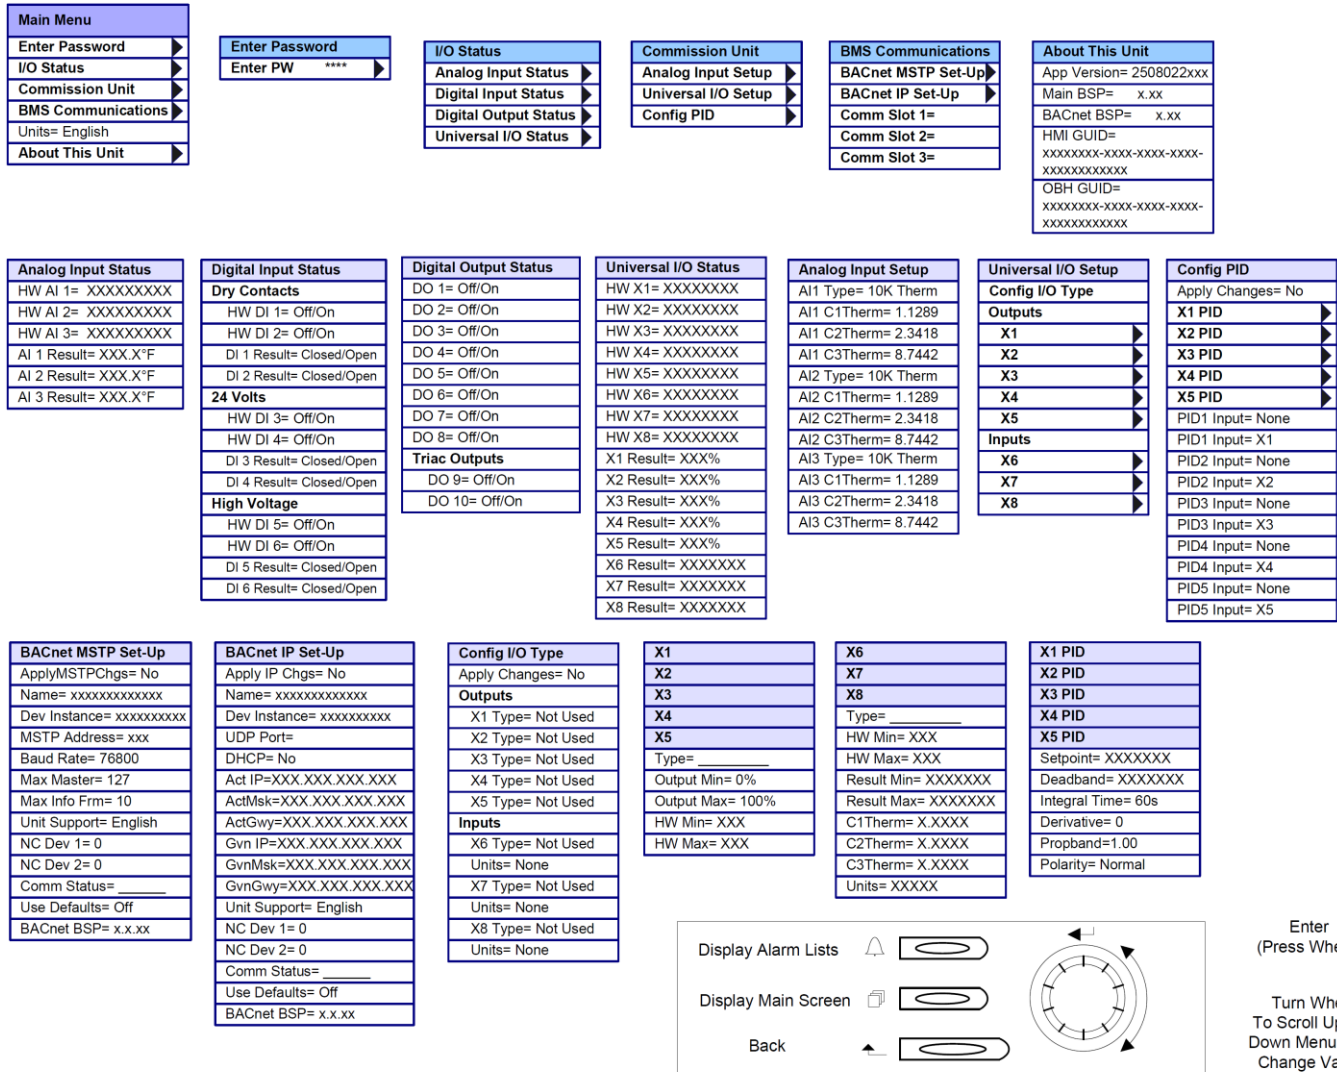 Main Menu
Enter Password
I/O Status
Commission Unit
BMS Communications
Units= English
About This Unit
Enter Password
Enter PW ****
I/O Status
Analog Input Status
Digital Input Status
Digital Output Status
Universal I/O Status
Commission Unit
Analog Input Setup
Universal I/O Setup
Config PID
BMS Communications
BACnet MSTP Set-Up
BACnet IP Set-Up
Comm Slot 1=
Comm Slot 2=
Comm Slot 3=
About This Unit
App Version= 2508022xxx
Main BSP= x.xx
BACnet BSP= x.xx
HMI GUID=
xxxxxxxx-xxxx-xxxx-xxxx-
xxxxxxxxxxxx
OBH GUID=
xxxxxxxx-xxxx-xxxx-xxxx-
xxxxxxxxxxxx
Analog Input Status
HW AI 1= XXXXXXXXX
HW AI 2= XXXXXXXXX
HW AI 3= XXXXXXXXX
AI 1 Result= XXX.X°F
AI 2 Result= XXX.X°F
AI 3 Result= XXX.X°F
Digital Input Status
Dry Contacts
HW DI 1= Off/On
HW DI 2= Off/On
DI 1 Result= Closed/Open
DI 2 Result= Closed/Open
24 Volts
HW DI 3= Off/On
HW DI 4= Off/On
DI 3 Result= Closed/Open
DI 4 Result= Closed/Open
High Voltage
HW DI 5= Off/On
HW DI 6= Off/On
DI 5 Result= Closed/Open
DI 6 Result= Closed/Open
Digital Output Status
DO 1= Off/On
DO 2= Off/On
DO 3= Off/On
DO 4= Off/On
DO 5= Off/On
DO 6= Off/On
DO 7= Off/On
DO 8= Off/On
Triac Outputs
DO 9= Off/On
DO 10= Off/On
Universal I/O Status
HW X1= XXXXXXXX
HW X2= XXXXXXXX
HW X3= XXXXXXXX
HW X4= XXXXXXXX
HW X5= XXXXXXXX
HW X6= XXXXXXXX
HW X7= XXXXXXXX
HW X8= XXXXXXXX
X1 Result= XXX%
X2 Result= XXX%
X3 Result= XXX%
X4 Result= XXX%
X5 Result= XXX%
X6 Result= XXXXXXX
X7 Result= XXXXXXX
X8 Result= XXXXXXX
Analog Input Setup
AI1 Type= 10K Therm
AI1 C1Therm= 1.1289
AI1 C2Therm= 2.3418
AI1 C3Therm= 8.7442
AI2 Type= 10K Therm
AI2 C1Therm= 1.1289
AI2 C2Therm= 2.3418
AI2 C3Therm= 8.7442
AI3 Type= 10K Therm
AI3 C1Therm= 1.1289
AI3 C2Therm= 2.3418
AI3 C3Therm= 8.7442
Universal I/O Setup
Config I/O Type
Outputs
X1
X2
X3
X4
X5
Inputs
X6
X7
X8
Config PID
Apply Changes= No
X1 PID
X2 PID
X3 PID
X4 PID
X5 PID
PID1 Input= None
PID1 Input= X1
PID2 Input= None
PID2 Input= X2
PID3 Input= None
PID3 Input= X3
PID4 Input= None
PID4 Input= X4
PID5 Input= None
PID5 Input= X5
BACnet MSTP Set-Up
ApplyMSTPChgs= No
Name= xxxxxxxxxxxxx
Dev Instance= xxxxxxxxxx
MSTP Address= xxx
Baud Rate= 76800
Max Master= 127
Max Info Frm= 10
Unit Support= English
NC Dev 1= 0
NC Dev 2= 0
Comm Status= ______
Use Defaults= Off
BACnet BSP= x.x.xx
BACnet IP Set-Up
Apply IP Chgs= No
Name= xxxxxxxxxxxxx
Dev Instance= xxxxxxxxxx
UDP Port=
DHCP= No
Act IP=XXX.XXX.XXX.XXX
ActMsk=XXX.XXX.XXX.XXX
ActGwy=XXX.XXX.XXX.XXX
Gvn IP=XXX.XXX.XXX.XXX
GvnMsk=XXX.XXX.XXX.XXX
GvnGwy=XXX.XXX.XXX.XXX
Unit Support= English
NC Dev 1= 0
NC Dev 2= 0
Comm Status= ______
Use Defaults= Off
BACnet BSP= x.x.xx
Config I/O Type
Apply Changes= No
Outputs
X1 Type= Not Used
X2 Type= Not Used
X3 Type= Not Used
X4 Type= Not Used
X5 Type= Not Used
Inputs
X6 Type= Not Used
Units= None
X7 Type= Not Used
Units= None
X8 Type= Not Used
Units= None
X1
X2
X3
X4
X5
Type= __________
Output Min= 0%
Output Max= 100%
HW Min= XXX
HW Max= XXX
X6
X7
X8
Type= __________
HW Min= XXX
HW Max= XXX
Result Min= XXXXXXX
Result Max= XXXXXXX
C1Therm= X.XXXX
C2Therm= X.XXXX
C3Therm= X.XXXX
Units= XXXXX
X1 PID
X2 PID
X3 PID
X4 PID
X5 PID
Setpoint= XXXXXXX
Deadband= XXXXXXX
Integral Time= 60s
Derivative= 0
Propband=1.00
Polarity= Normal
Display Alarm Lists
Display Main Screen
Back
Enter
(Press Whe
Turn Whe
To Scroll Up
Down Menu
Change Va